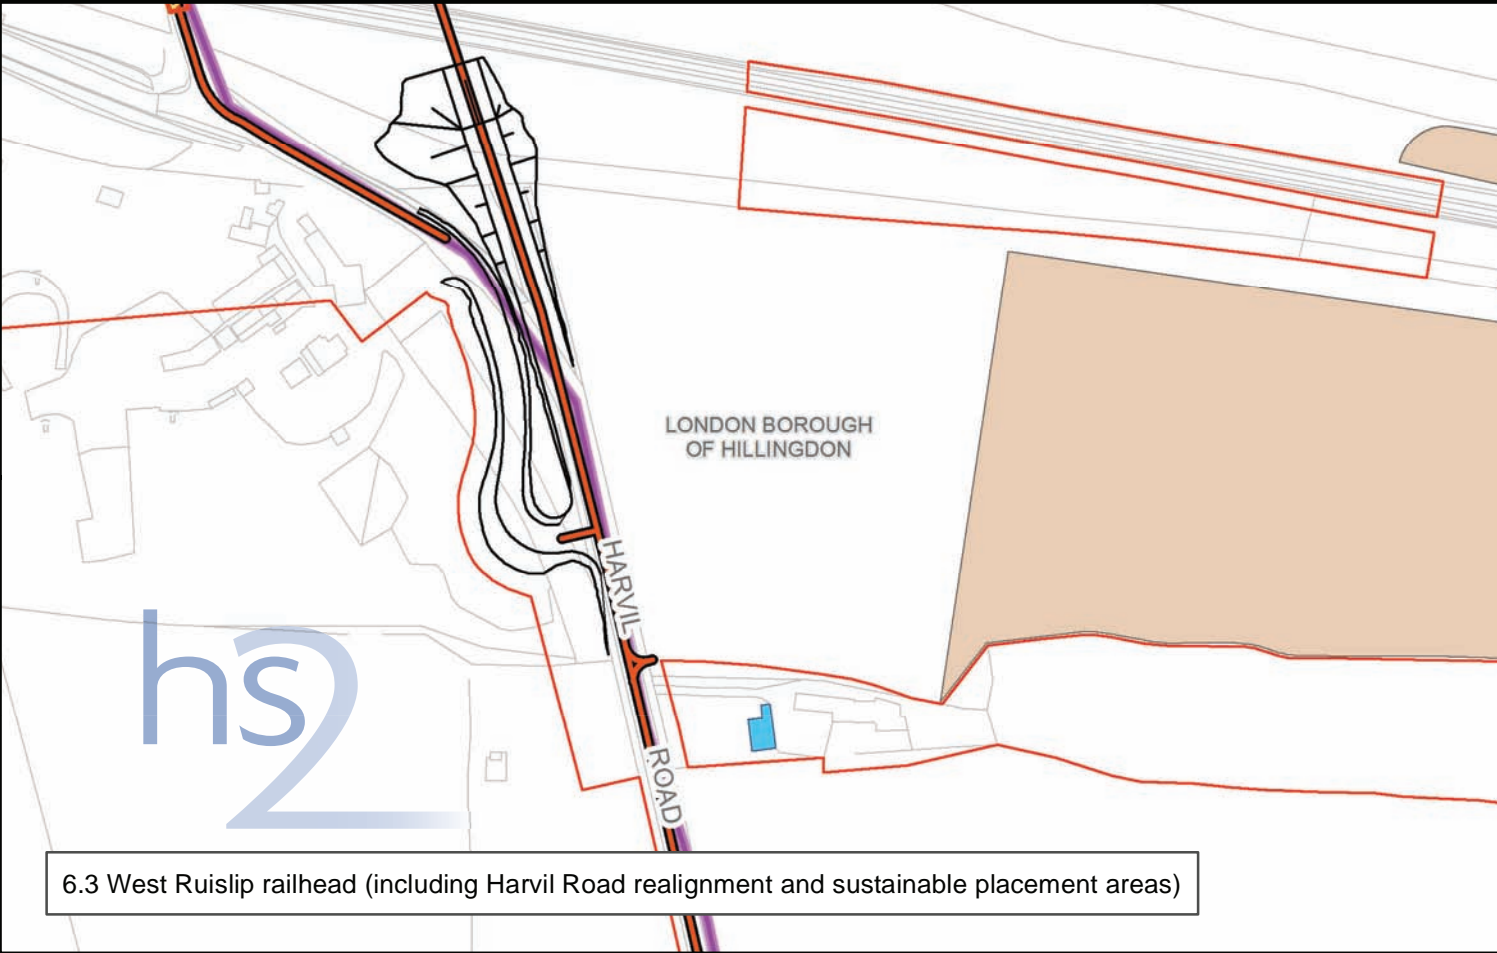 LONDON BOROUGH
OF HILLINGDON
HARVIL
ROAD
hs2
6.3 West Ruislip railhead (including Harvil Road realignment and sustainable placement areas)